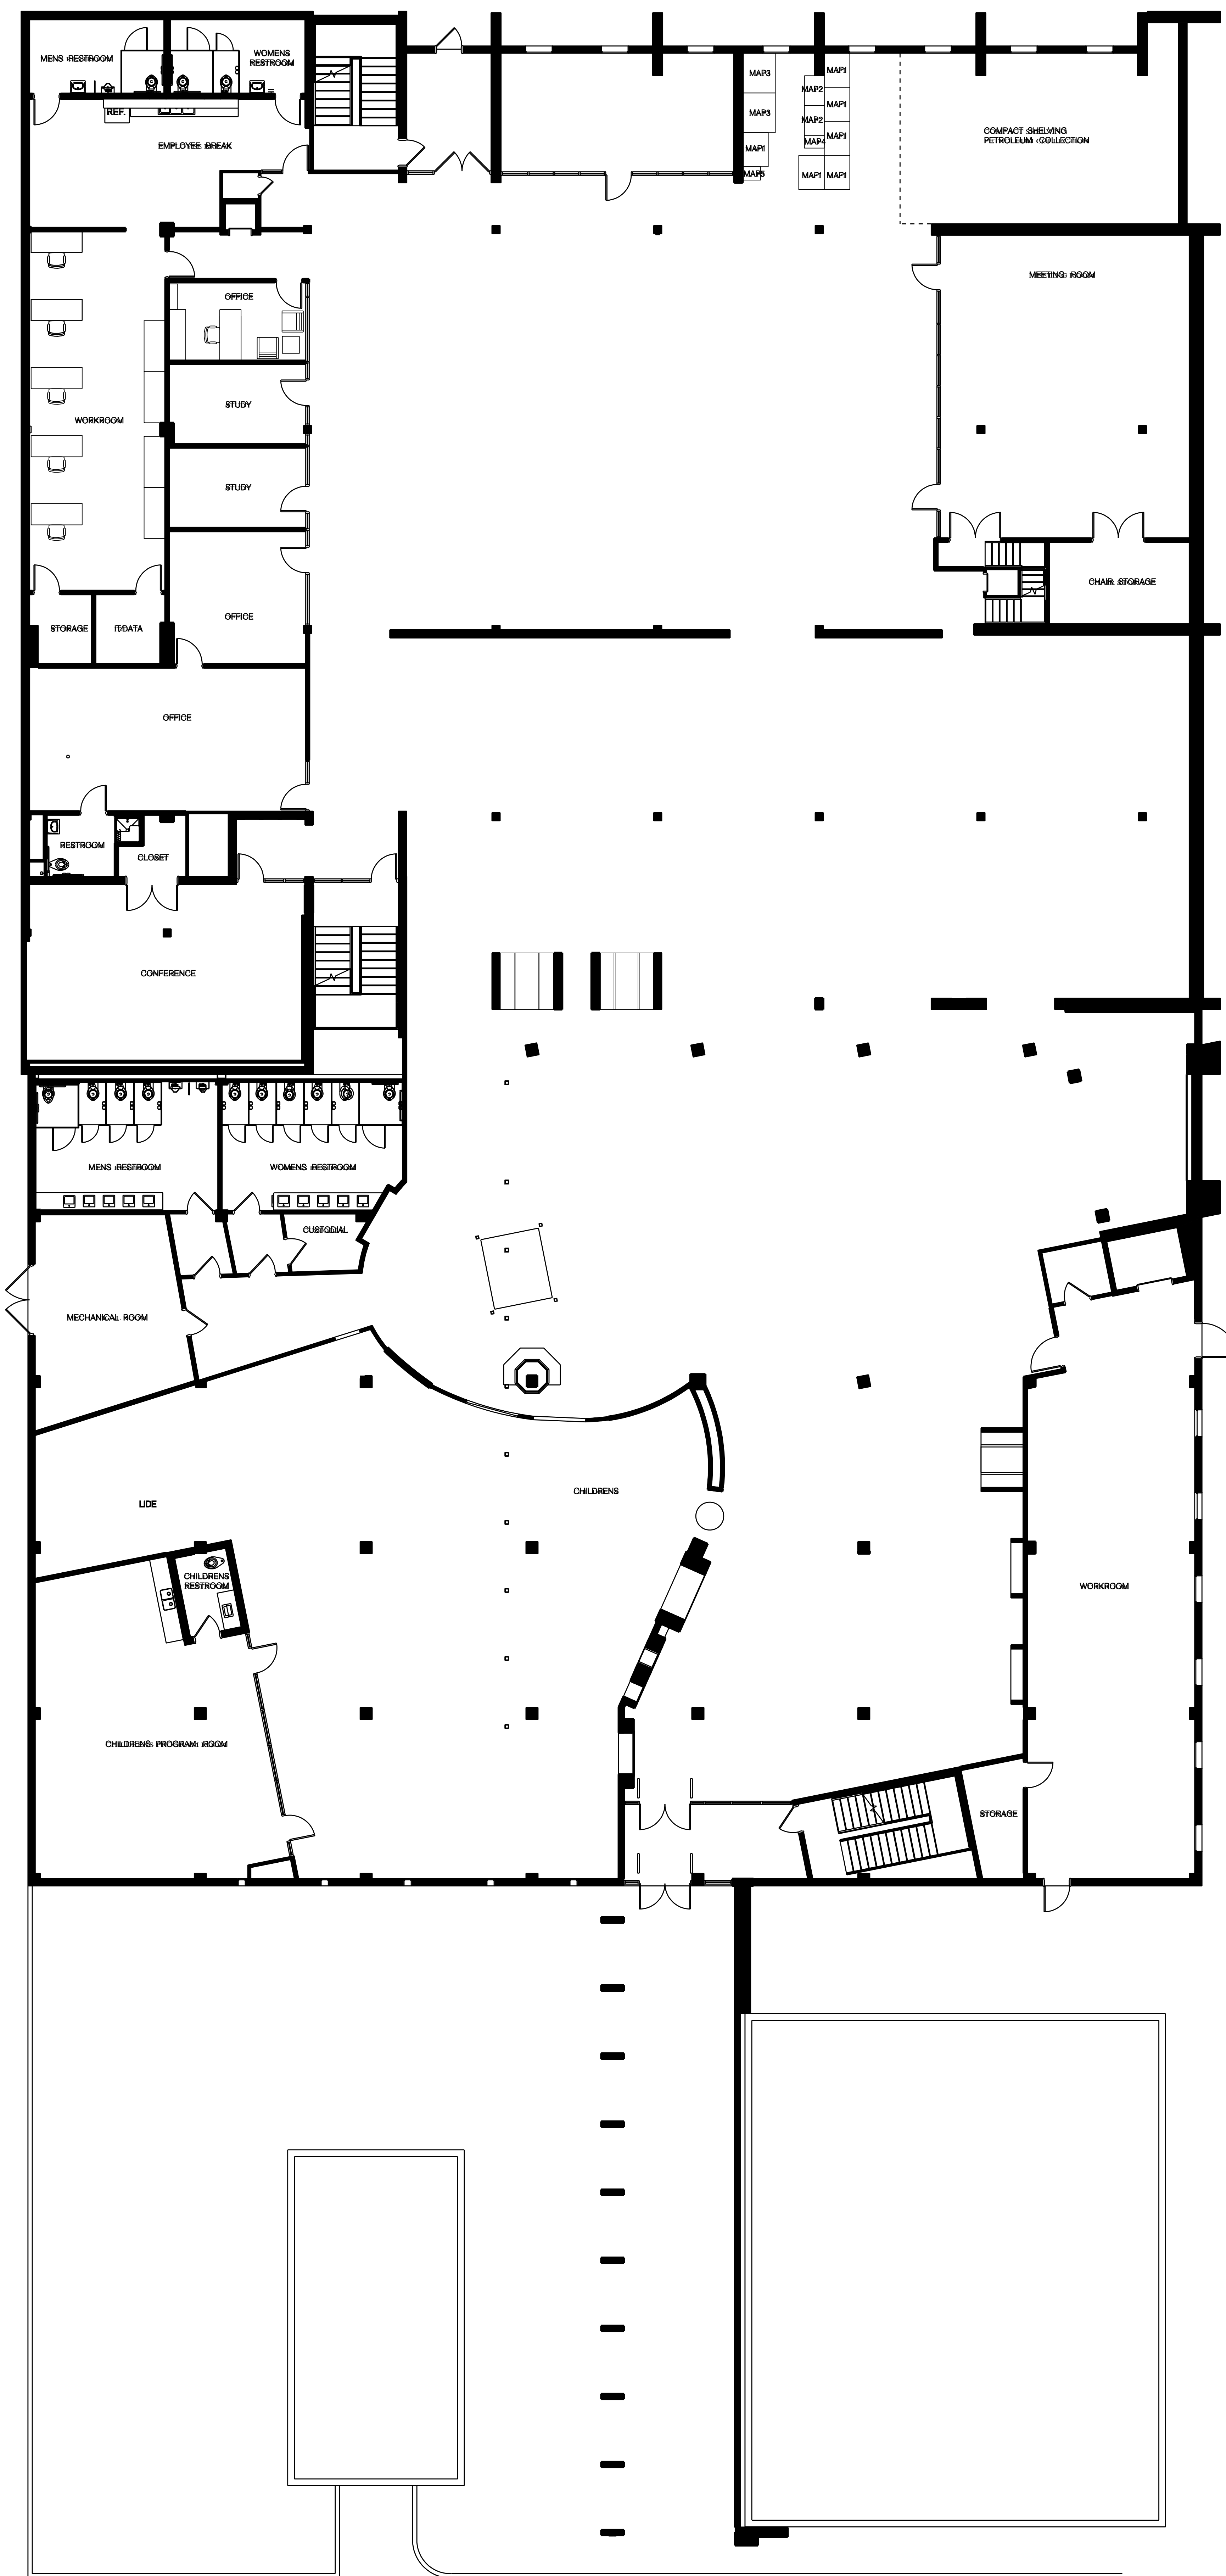 MENS RESTROOM
WOMENS
RESTROOM
REF.
EMPLOYEE BREAK
MAP3
MAP3
MAP1
MAP5
MAP2
MAP2
MAP4
MAP1
MAP1
MAP1
MAP1
MAP1
COMPACT SHELVING
PETROLEUM COLLECTION
MEETING ROOM
OFFICE
STUDY
WORKROOM
STUDY
CHAIR STORAGE
OFFICE
STORAGE
IT/DATA
OFFICE
RESTROOM
CLOSET
CONFERENCE
MENS RESTROOM
WOMENS RESTROOM
CUSTODIAL
MECHANICAL ROOM
CHILDRENS
LIDE
CHILDRENS
RESTROOM
WORKROOM
CHILDRENS PROGRAM ROOM
STORAGE